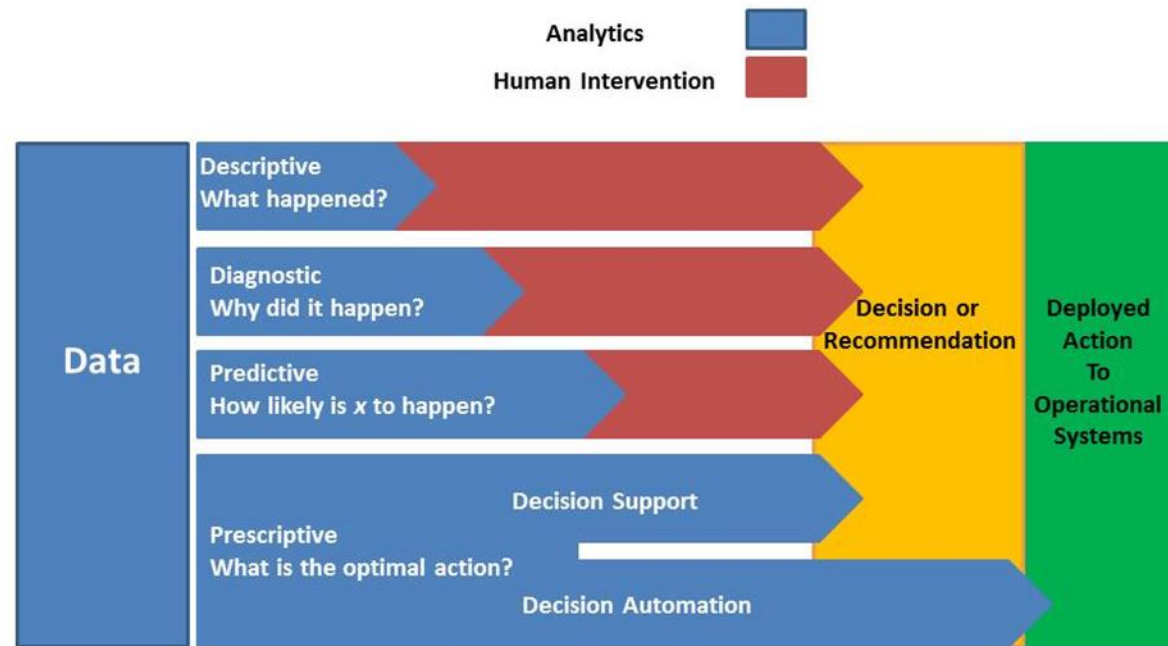 Analytics
Human Intervention
Data
Descriptive
What happened?
Diagnostic
Why did it happen?
Predictive
How likely is x to happen?
Prescriptive
What is the optimal action?
Decision Support
Decision Automation
Decision or
Recommendation
Deployed
Action
To
Operational
Systems